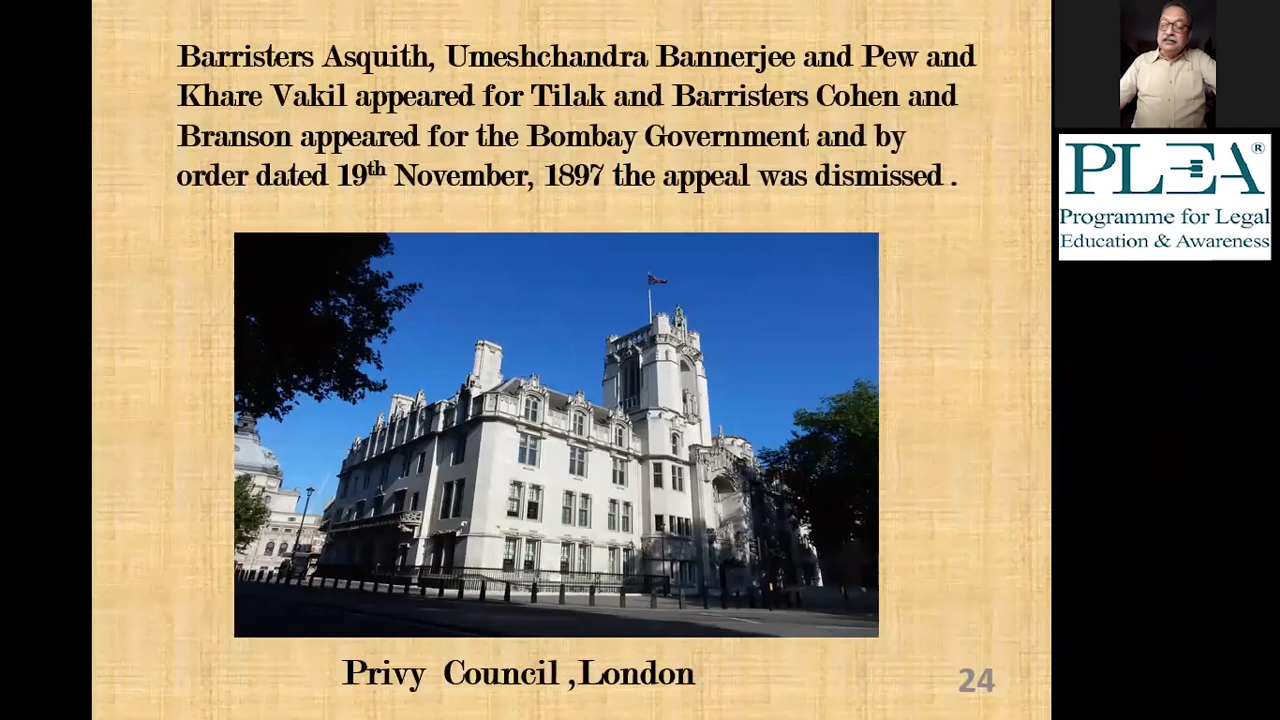 Barristers Asquith, Umeshchandra Bannerjee and Pew and
Khare Vakil appeared for Tilak and Barristers Cohen and
Branson appeared for the Bombay Government and by
order dated 19th November, 1897 the appeal was dismissed .
Privy Council ,London
24
PLEA®
Programme for Legal
Education & Awareness